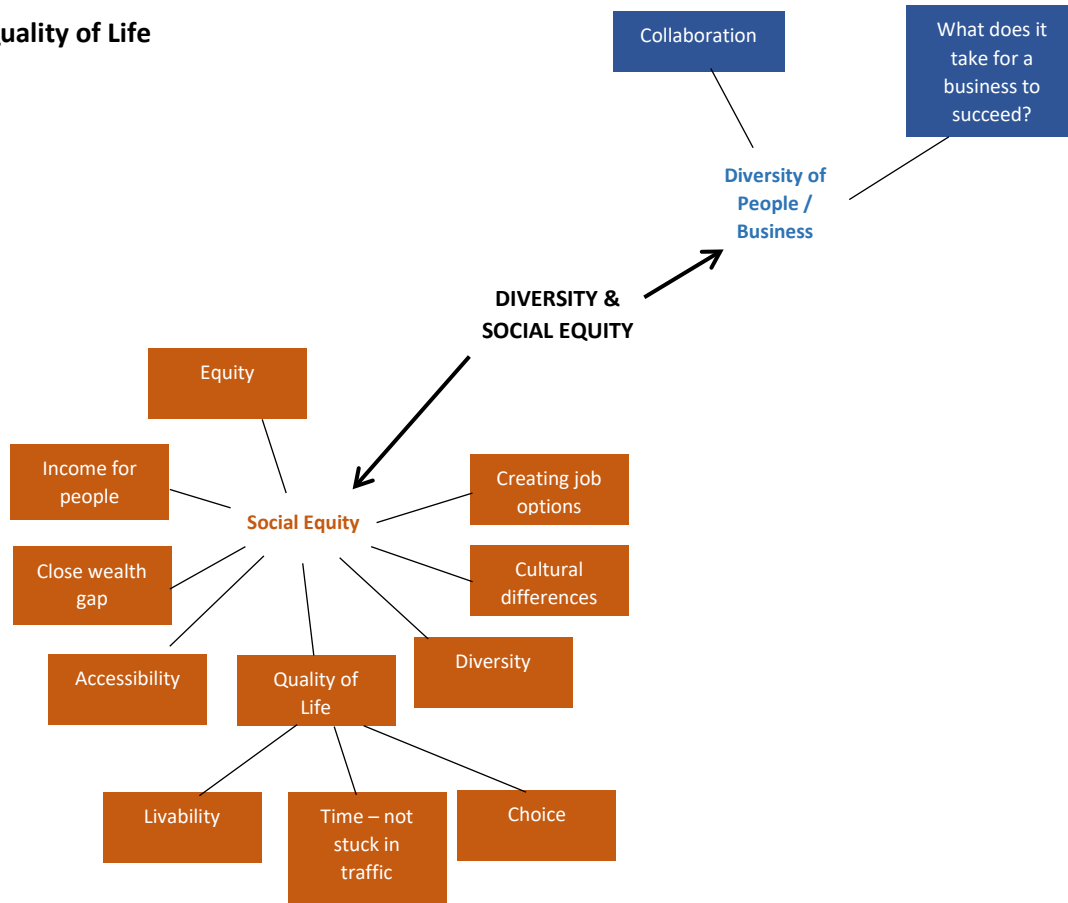 uality of Life
Collaboration
What does it
take for a
business to
succeed?
Diversity of
People /
Business
DIVERSITY &
SOCIAL EQUITY
Equity
Income for
people
Creating job
options
Social Equity
Close wealth
gap
Cultural
differences
Accessibility
Quality of
Life
Diversity
Livability
Time – not
stuck in
traffic
Choice